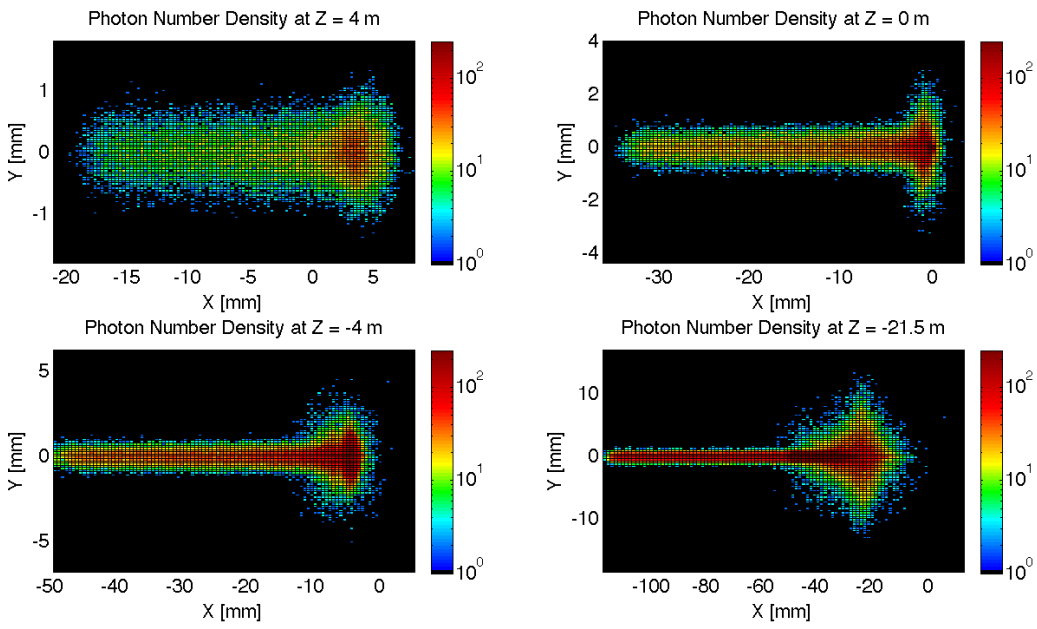 Photon Number Density at Z = 4 m
Y [mm]
1
0
-1
-20 -15 -10 -5 0 5
X [mm]
10^2
10^1
10^0
Photon Number Density at Z = 0 m
Y [mm]
4
2
0
-2
-4
-30 -20 -10 0
X [mm]
10^2
10^1
10^0
Photon Number Density at Z = -4 m
Y [mm]
5
0
-5
-50 -40 -30 -20 -10 0
X [mm]
10^2
10^1
10^0
Photon Number Density at Z = -21.5 m
Y [mm]
10
0
-10
-100 -80 -60 -40 -20 0
X [mm]
10^2
10^1
10^0